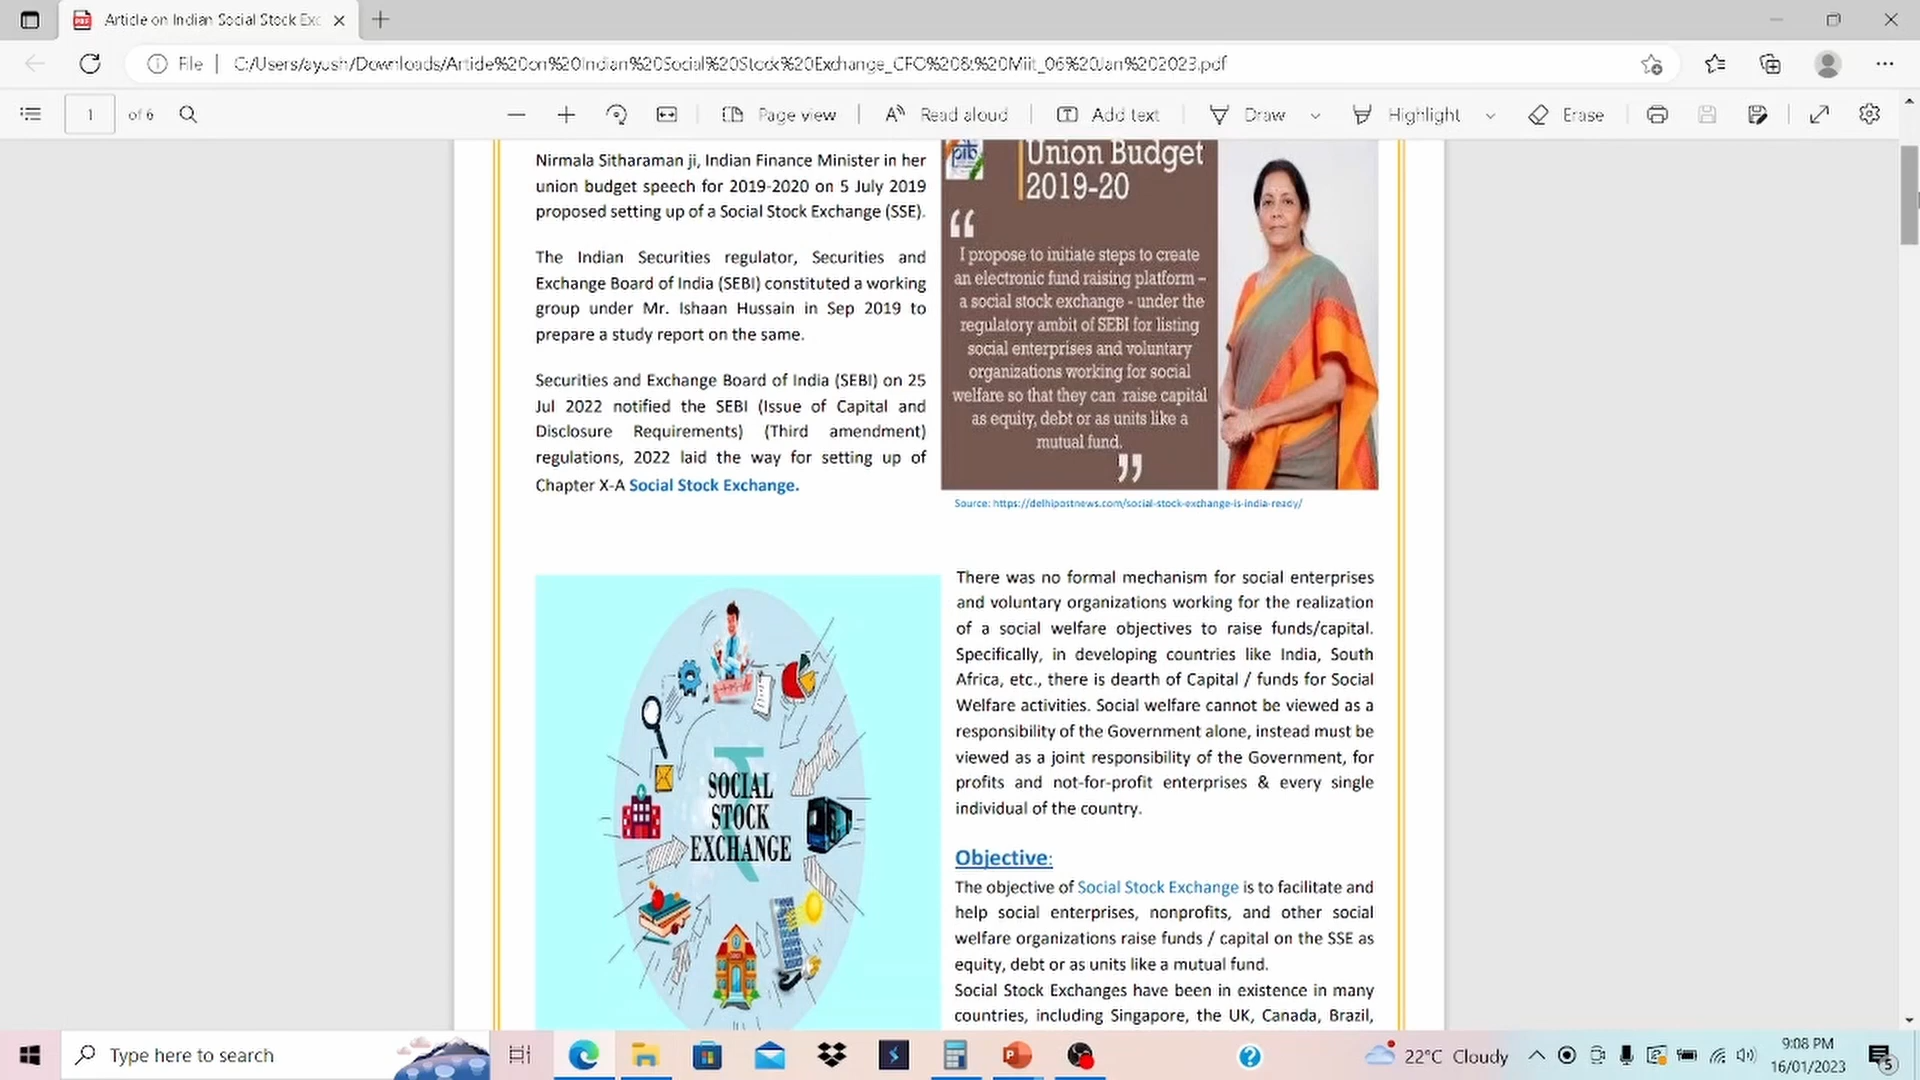 Article on Indian Social Stock Exc
File
C:/Users/ayush/Downloads/Article%20on%20Indian%20Social%20Stock%20Exchange_CFO%20&%20Miit_06%20Jan%202023.pdf
1 of 6
Page view
Read aloud
Add text
Draw
Highlight
Erase
Nirmala Sitharaman ji, Indian Finance Minister in her
union budget speech for 2019-2020 on 5 July 2019
proposed setting up of a Social Stock Exchange (SSE).
The Indian Securities regulator, Securities and
Exchange Board of India (SEBI) constituted a working
group under Mr. Ishaan Hussain in Sep 2019 to
prepare a study report on the same.
Securities and Exchange Board of India (SEBI) on 25
Jul 2022 notified the SEBI (Issue of Capital and
Disclosure Requirements) (Third amendment)
regulations, 2022 laid the way for setting up of
Chapter X-A Social Stock Exchange.
pib
Union Budget
2019-20
“
I propose to initiate steps to create
an electronic fund raising platform –
a social stock exchange - under the
regulatory ambit of SEBI for listing
social enterprises and voluntary
organizations working for social
welfare so that they can raise capital
as equity, debt or as units like a
mutual fund.
”
Source: https://delhipostnews.com/social-stock-exchange-is-india-ready/
₹
SOCIAL
STOCK
EXCHANGE
There was no formal mechanism for social enterprises
and voluntary organizations working for the realization
of a social welfare objectives to raise funds/capital.
Specifically, in developing countries like India, South
Africa, etc., there is dearth of Capital / funds for Social
Welfare activities. Social welfare cannot be viewed as a
responsibility of the Government alone, instead must be
viewed as a joint responsibility of the Government, for
profits and not-for-profit enterprises & every single
individual of the country.
Objective:
The objective of Social Stock Exchange is to facilitate and
help social enterprises, nonprofits, and other social
welfare organizations raise funds / capital on the SSE as
equity, debt or as units like a mutual fund.
Social Stock Exchanges have been in existence in many
countries, including Singapore, the UK, Canada, Brazil,
Type here to search
22°C Cloudy
9:08 PM
16/01/2023
5